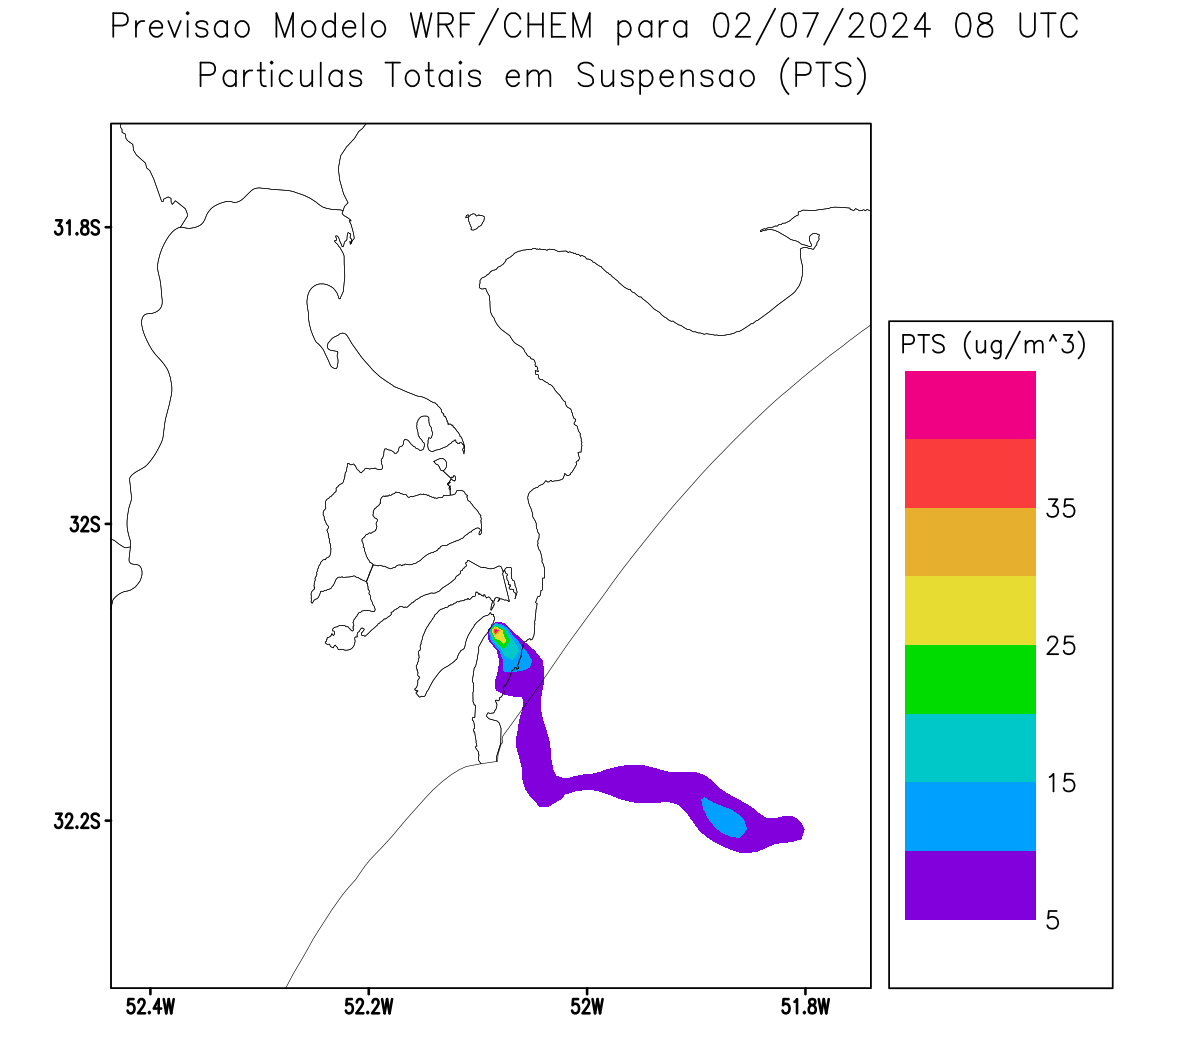 Previsao Modelo WRF/CHEM para 02/07/2024 08 UTC
Particulas Totais em Suspensao (PTS)
31.8S
32S
32.2S
52.4W
52.2W
52W
51.8W
PTS (ug/m^3)
35
25
15
5